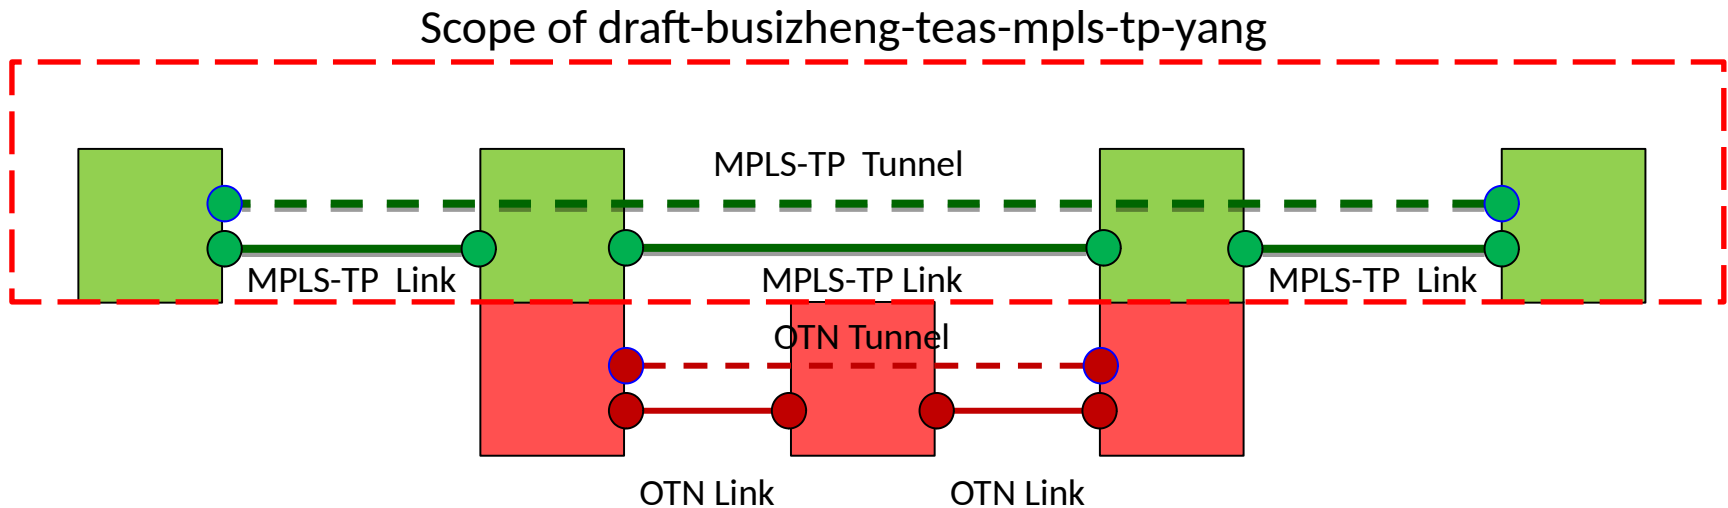 Scope of draft-busizheng-teas-mpls-tp-yang
MPLS-TP Tunnel
MPLS-TP Link
MPLS-TP Link
MPLS-TP Link
OTN Tunnel
OTN Link
OTN Link